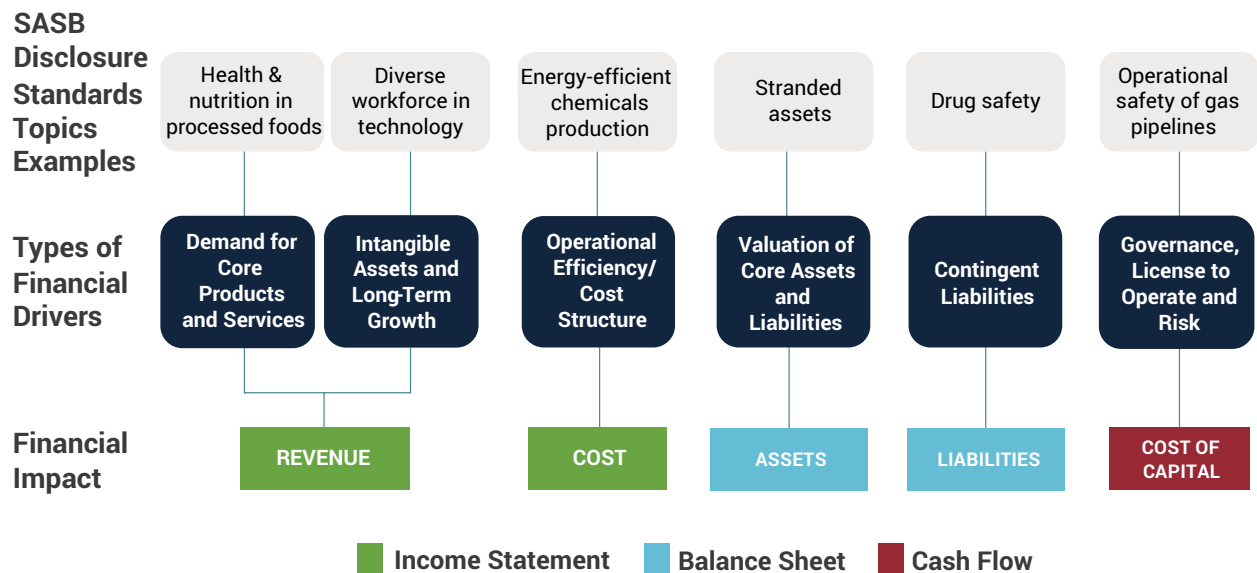 SASB
Disclosure
Standards
Topics
Examples
Health &
nutrition in
processed foods
Diverse
workforce in
technology
Energy-efficient
chemicals
production
Stranded
assets
Drug safety
Operational
safety of gas
pipelines
Types of
Financial
Drivers
Demand for
Core
Products
and Services
Intangible
Assets and
Long-Term
Growth
Operational
Efficiency/
Cost
Structure
Valuation of
Core Assets
and
Liabilities
Contingent
Liabilities
Governance,
License to
Operate and
Risk
Financial
Impact
REVENUE
COST
ASSETS
LIABILITIES
COST OF
CAPITAL
Income Statement
Balance Sheet
Cash Flow